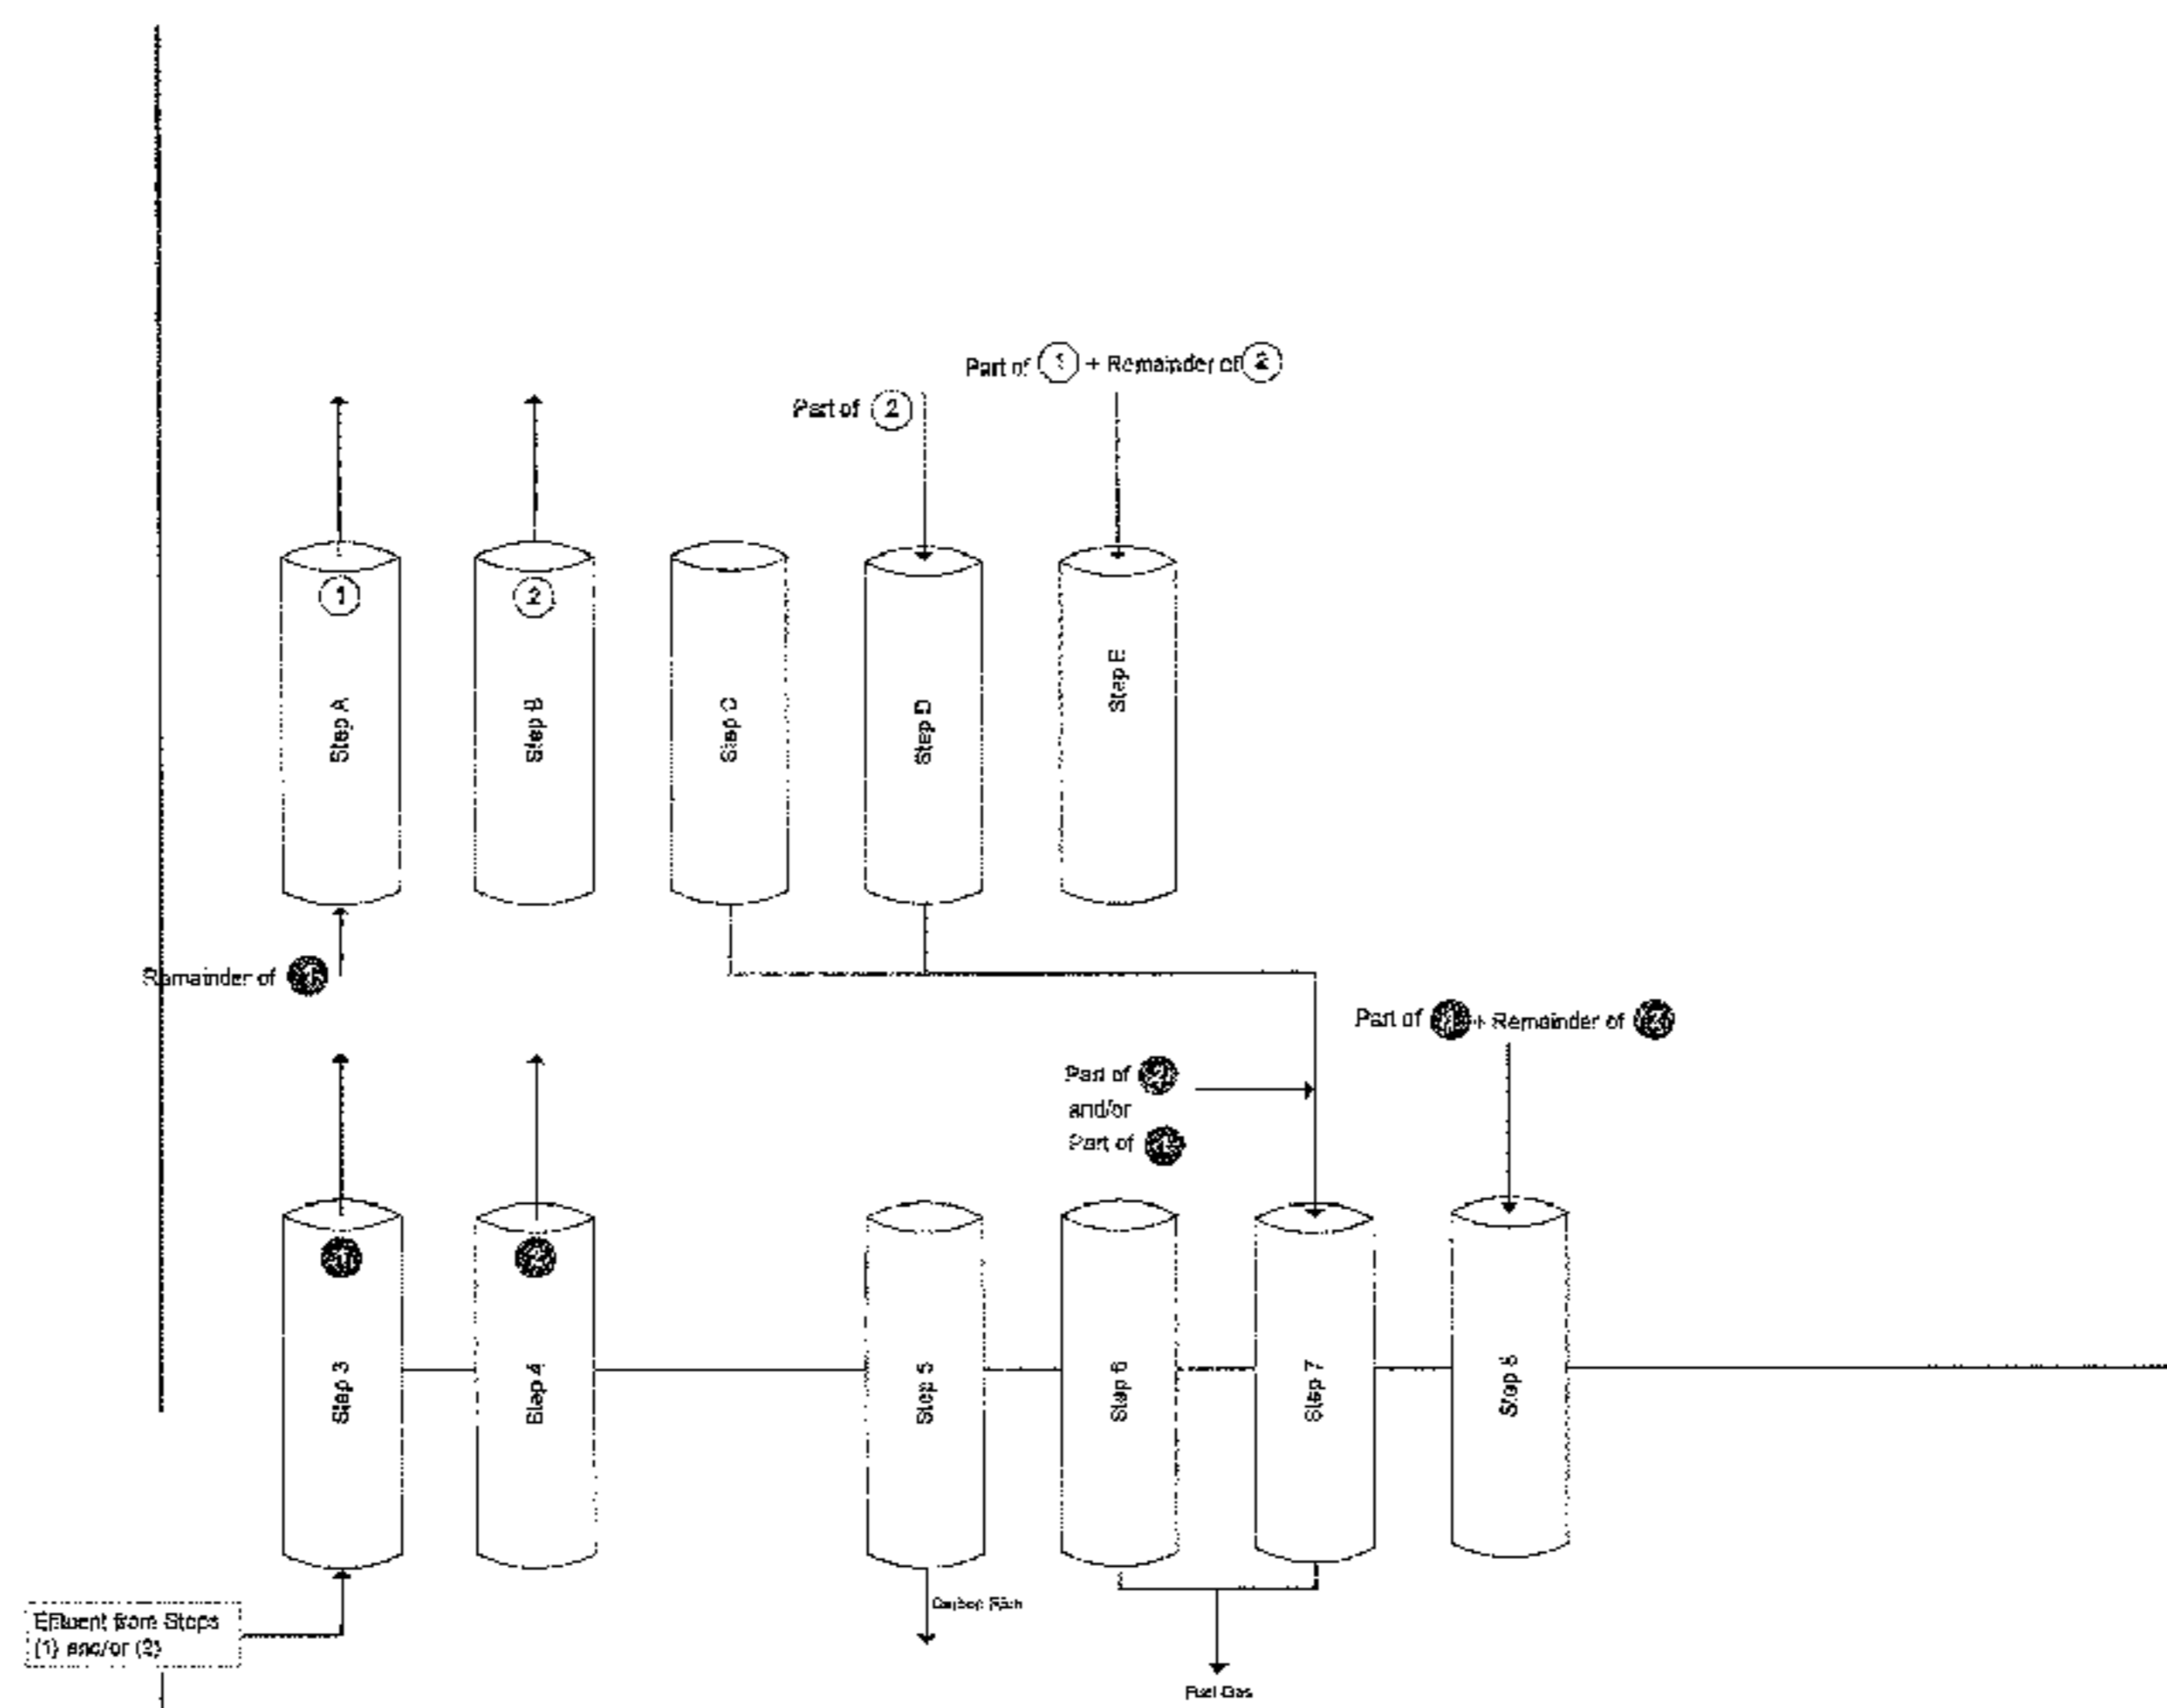 Part of 1 + Remainder of 2
Part of 2
1
2
Step A
Step B
Step C
Step D
Step E
Remainder of
Part of + Remainder of
Part of
and/or
Part of
Step 3
Step 4
Step 5
Step 6
Step 7
Step 8
Carbon Rich
Effluent from Steps
(1) and/or (2)
Fuel Gas